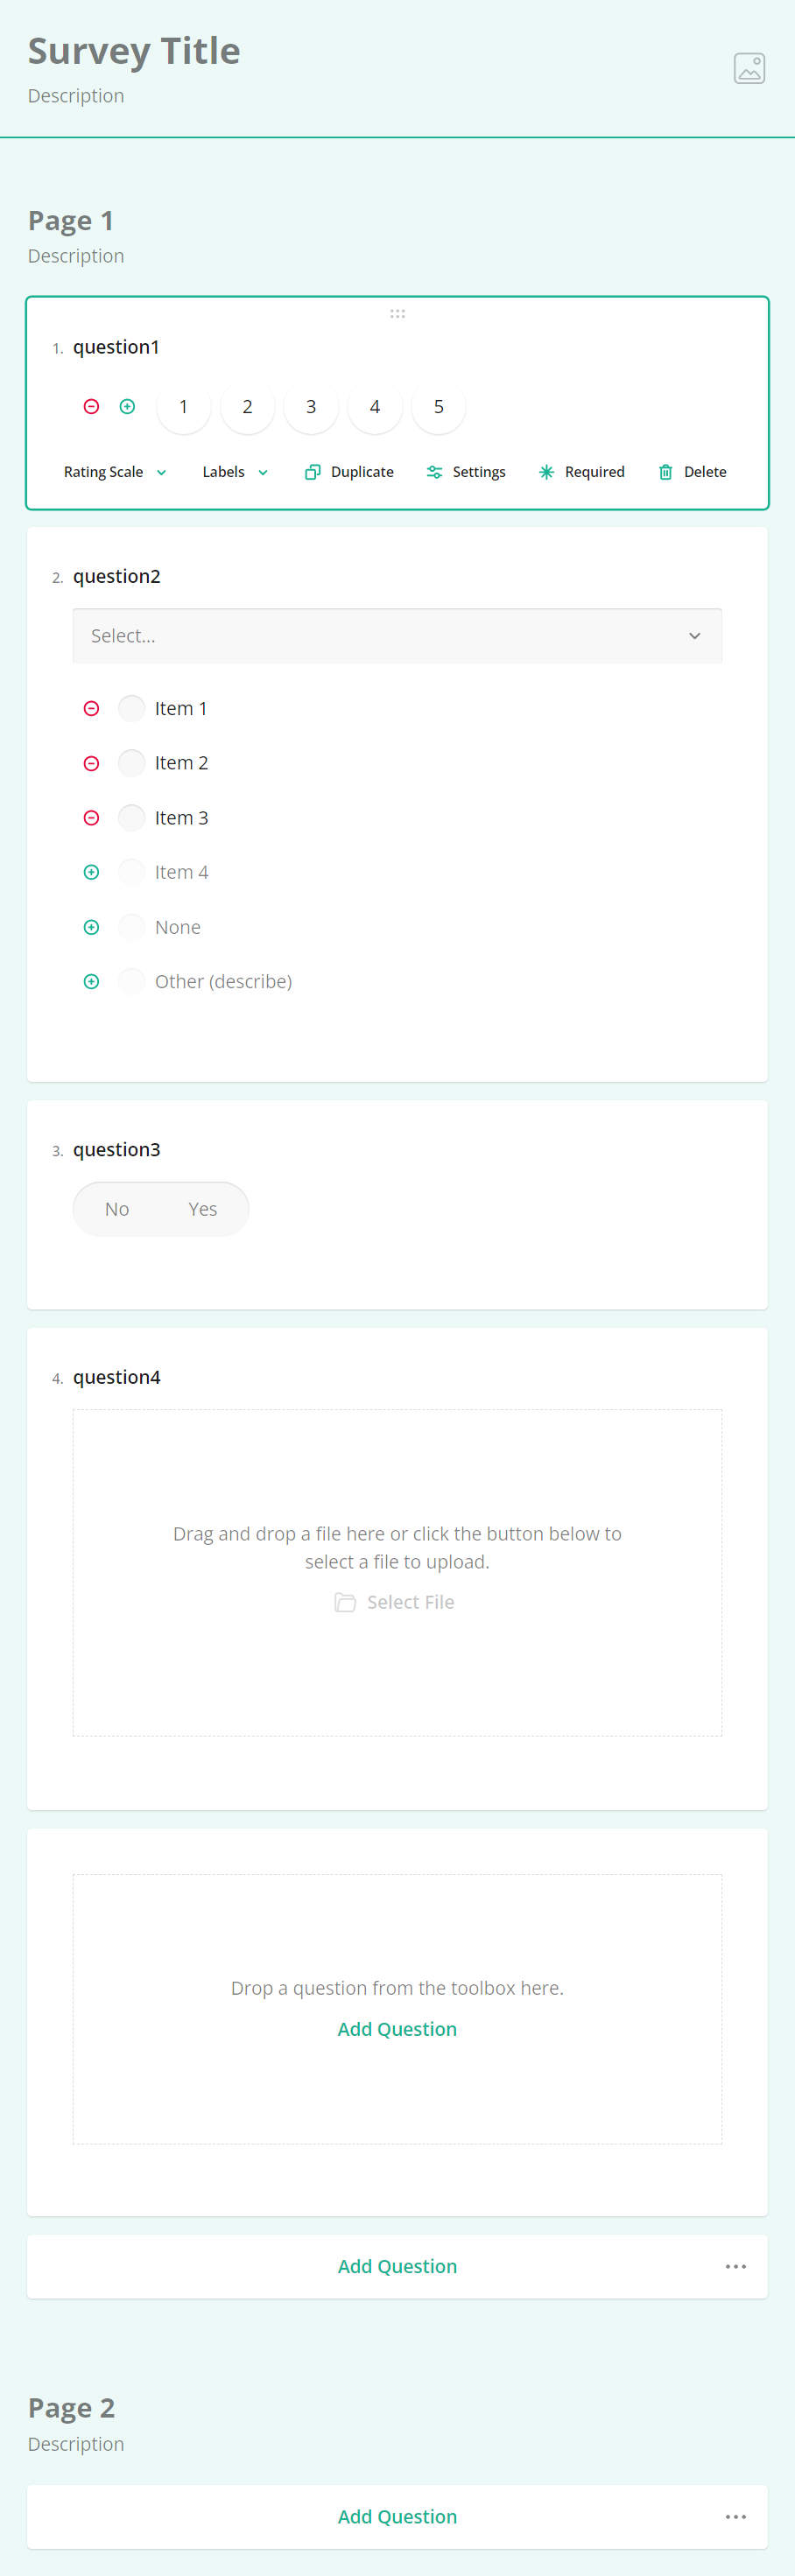 Survey Title
Description
Page 1
Description
1. question1
1 2 3 4 5
Rating Scale Labels Duplicate Settings Required Delete
2. question2
Select...
Item 1
Item 2
Item 3
Item 4
None
Other (describe)
3. question3
No Yes
4. question4
Drag and drop a file here or click the button below to
select a file to upload.
Select File
Drop a question from the toolbox here.
Add Question
Add Question
Page 2
Description
Add Question